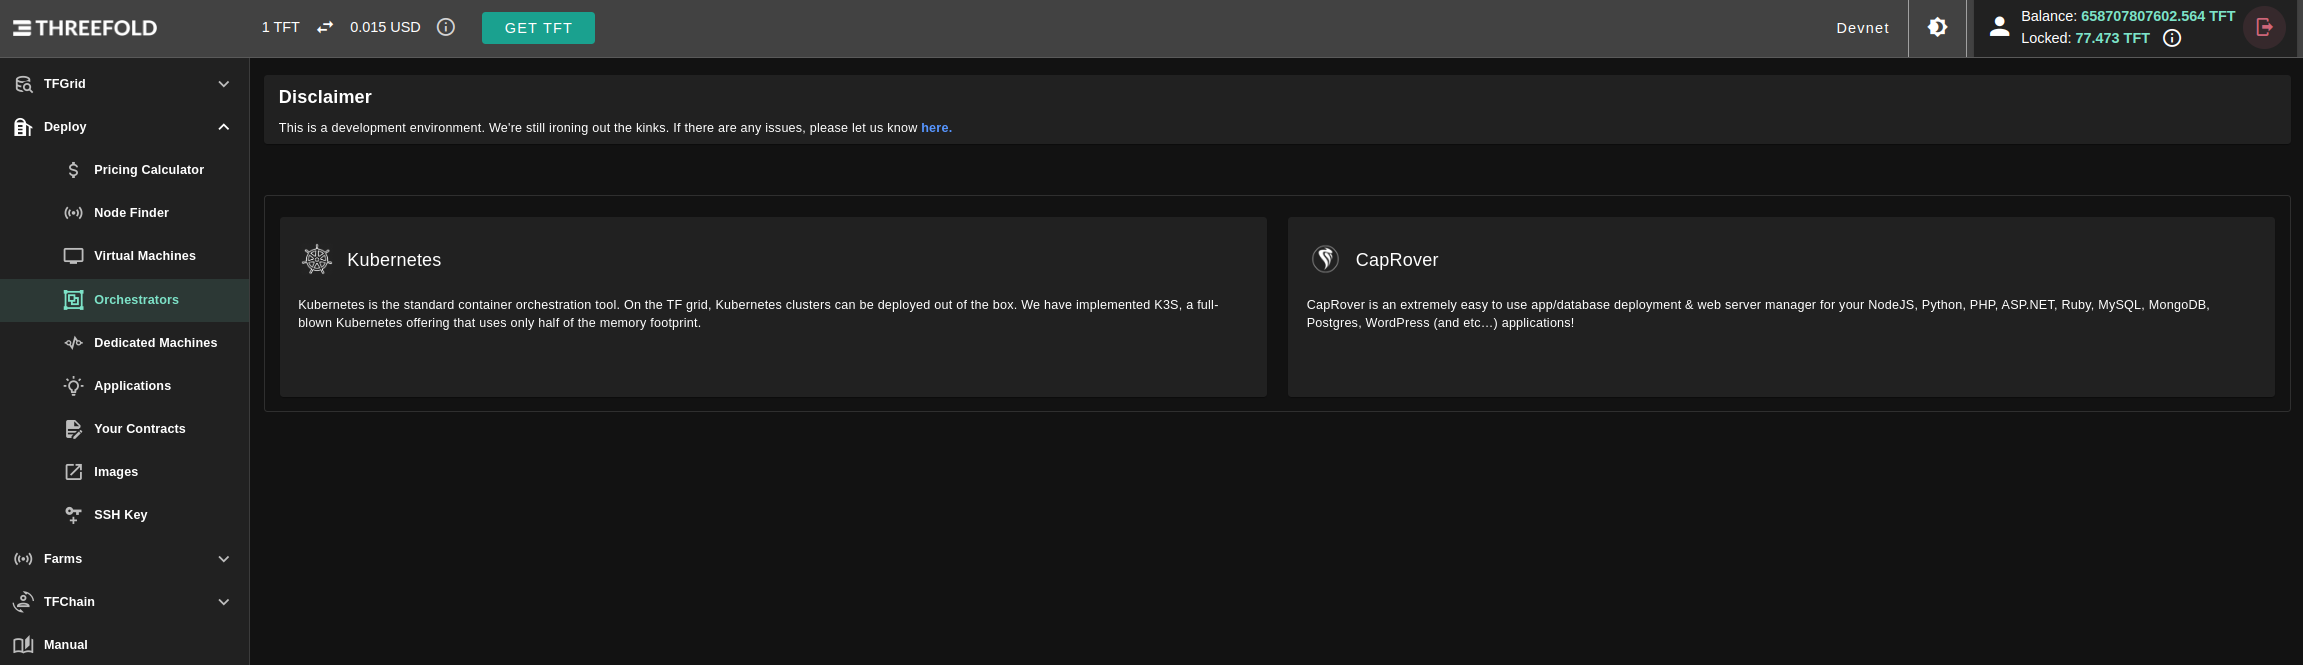 THREEFOLD
1 TFT 0.015 USD
GET TFT
Devnet
Balance: 658707807602.564 TFT
Locked: 77.473 TFT
TFGrid
Deploy
Pricing Calculator
Node Finder
Virtual Machines
Orchestrators
Dedicated Machines
Applications
Your Contracts
Images
SSH Key
Farms
TFChain
Manual
Disclaimer
This is a development environment. We're still ironing out the kinks. If there are any issues, please let us know here.
Kubernetes
Kubernetes is the standard container orchestration tool. On the TF grid, Kubernetes clusters can be deployed out of the box. We have implemented K3S, a full-
blown Kubernetes offering that uses only half of the memory footprint.
CapRover
CapRover is an extremely easy to use app/database deployment & web server manager for your NodeJS, Python, PHP, ASP.NET, Ruby, MySQL, MongoDB,
Postgres, WordPress (and etc…) applications!